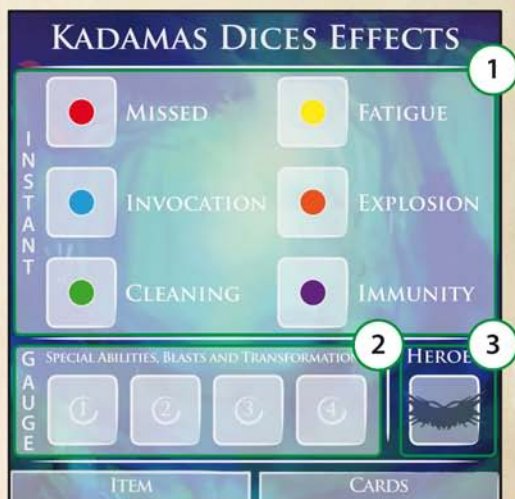 KADAMAS DICES EFFECTS
1
INSTANT
MISSED
FATIGUE
INVOCATION
EXPLOSION
CLEANING
IMMUNITY
GAUGE
SPECIAL ABILITIES, BLASTS AND TRANSFORMATION
2
HEROE
3
1 2 3 4
ITEM
CARDS